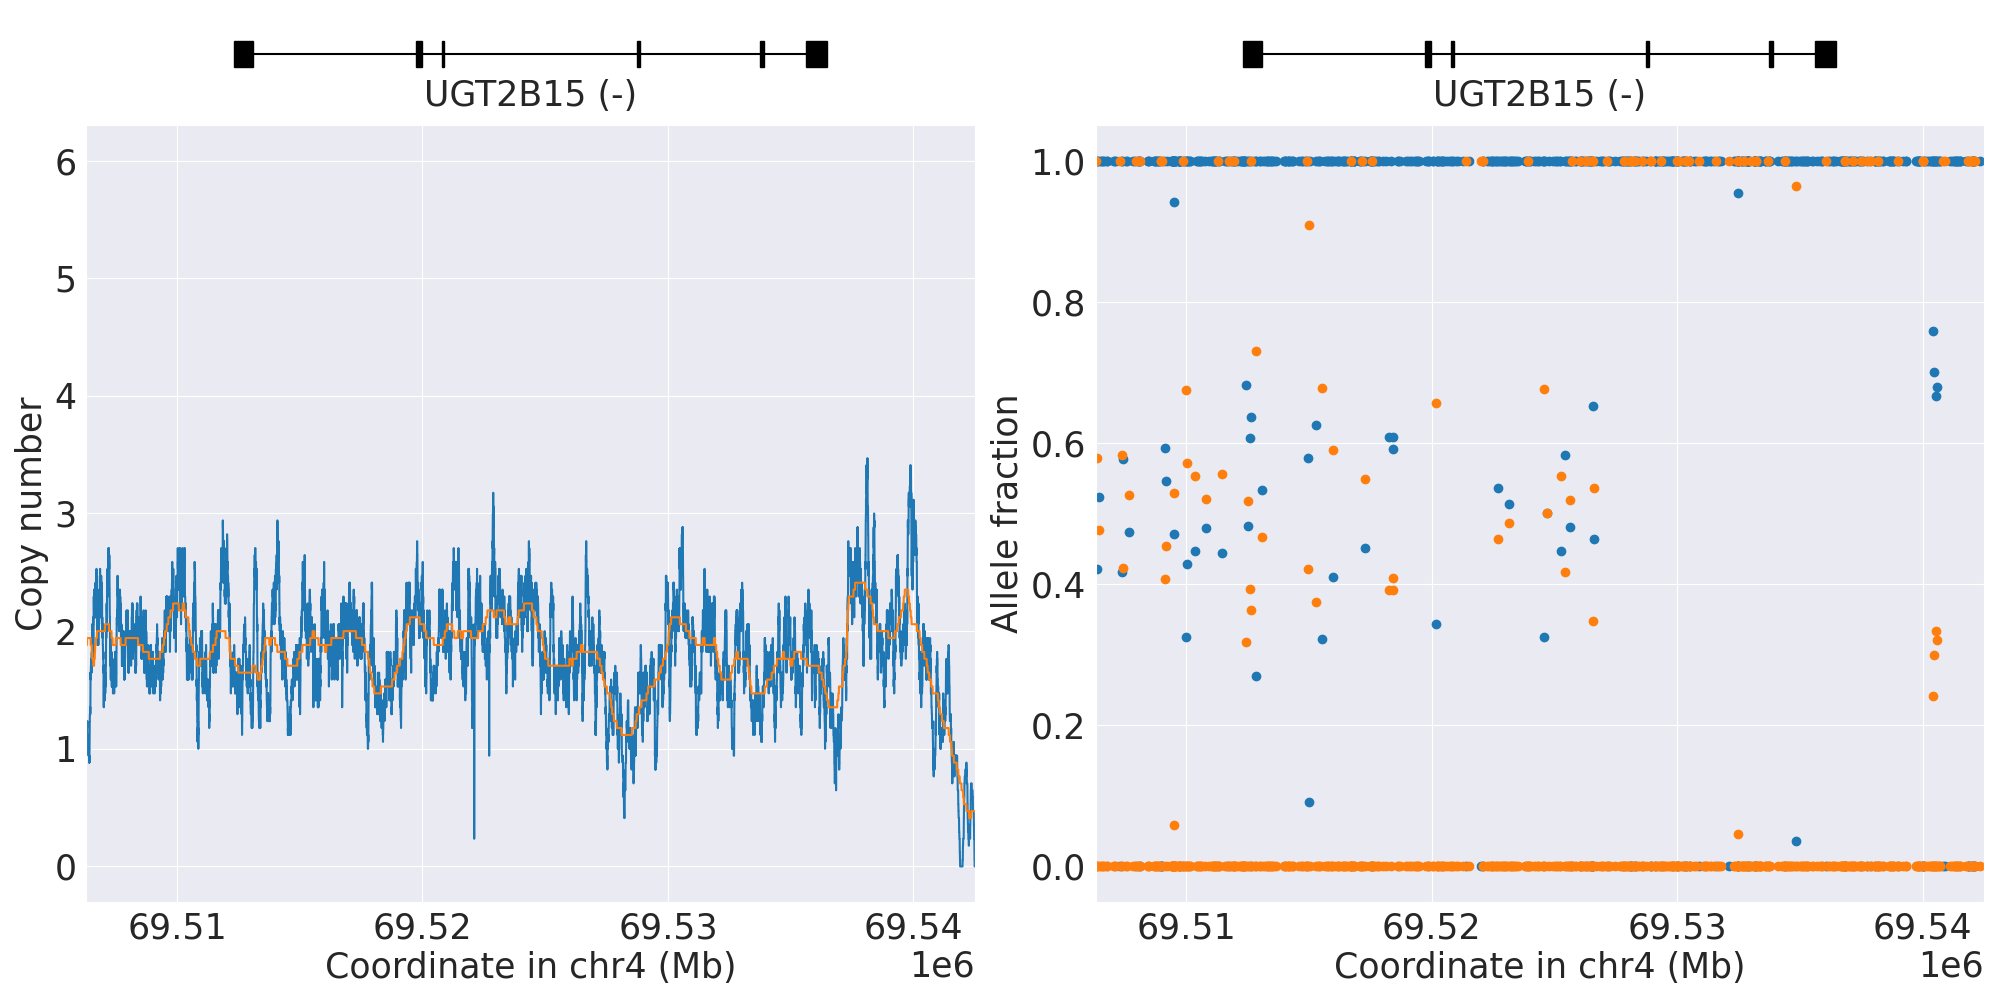 UGT2B15 (-)
Copy number
6
5
4
3
2
1
0
69.51 69.52 69.53 69.54
Coordinate in chr4 (Mb) 1e6
UGT2B15 (-)
Allele fraction
1.0
0.8
0.6
0.4
0.2
0.0
69.51 69.52 69.53 69.54
Coordinate in chr4 (Mb) 1e6